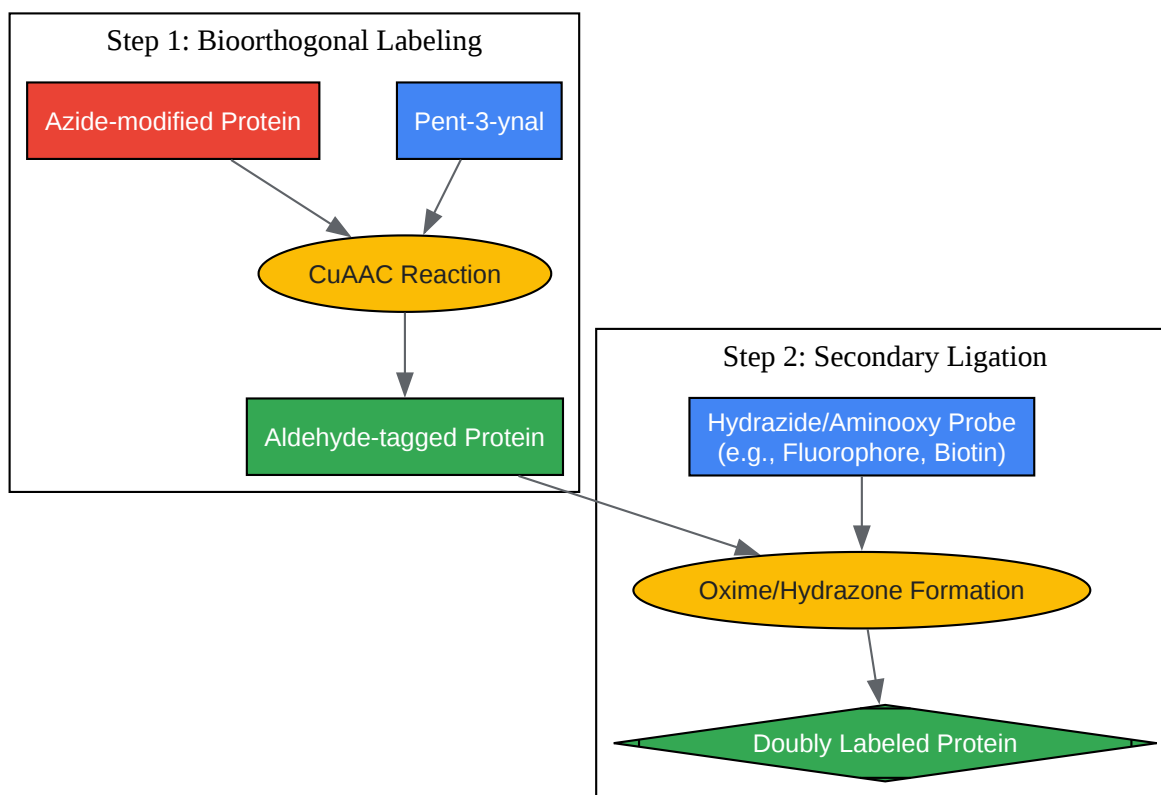 Step 1: Bioorthogonal Labeling
Azide-modified Protein
Pent-3-ynal
CuAAC Reaction
Aldehyde-tagged Protein
Step 2: Secondary Ligation
Hydrazide/Aminooxy Probe
(e.g., Fluorophore, Biotin)
Oxime/Hydrazone Formation
Doubly Labeled Protein